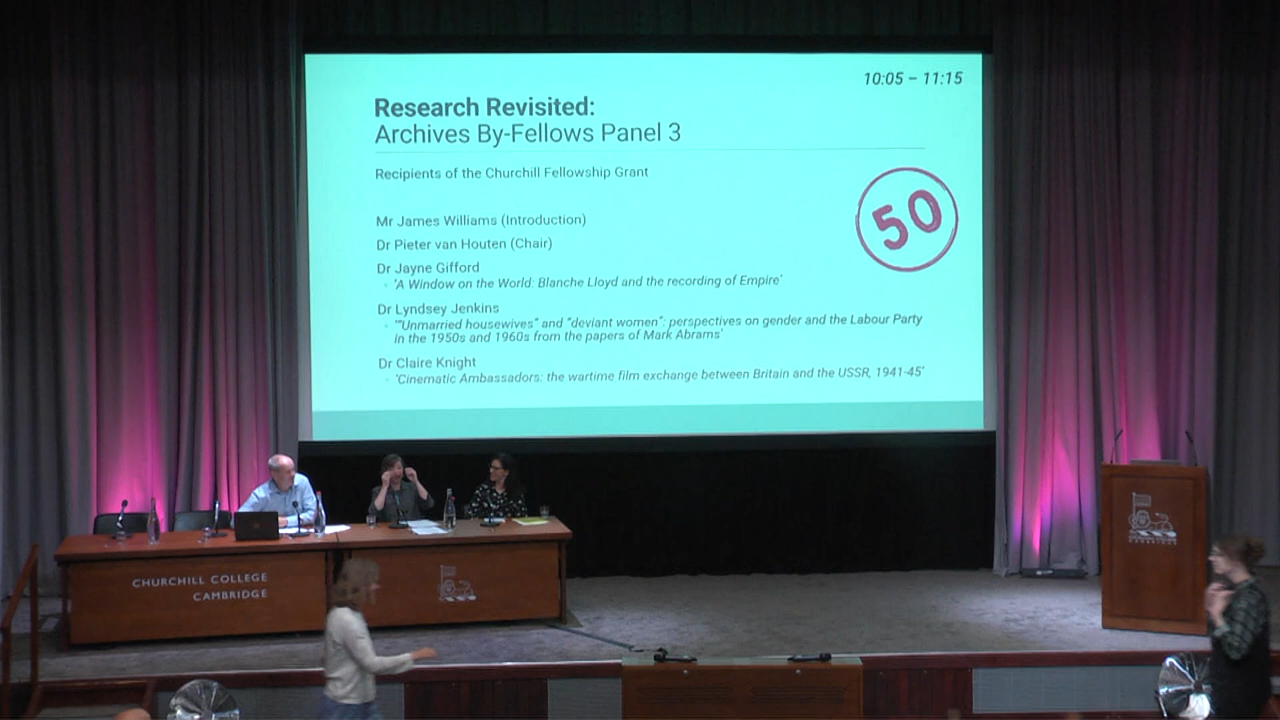 10:05 – 11:15
Research Revisited:
Archives By-Fellows Panel 3
Recipients of the Churchill Fellowship Grant
50
Mr James Williams (Introduction)
Dr Pieter van Houten (Chair)
Dr Jayne Gifford
'A Window on the World: Blanche Lloyd and the recording of Empire'
Dr Lyndsey Jenkins
'"Unmarried housewives" and "deviant women": perspectives on gender and the Labour Party
in the 1950s and 1960s from the papers of Mark Abrams'
Dr Claire Knight
'Cinematic Ambassadors: the wartime film exchange between Britain and the USSR, 1941-45'
CHURCHILL COLLEGE
CAMBRIDGE